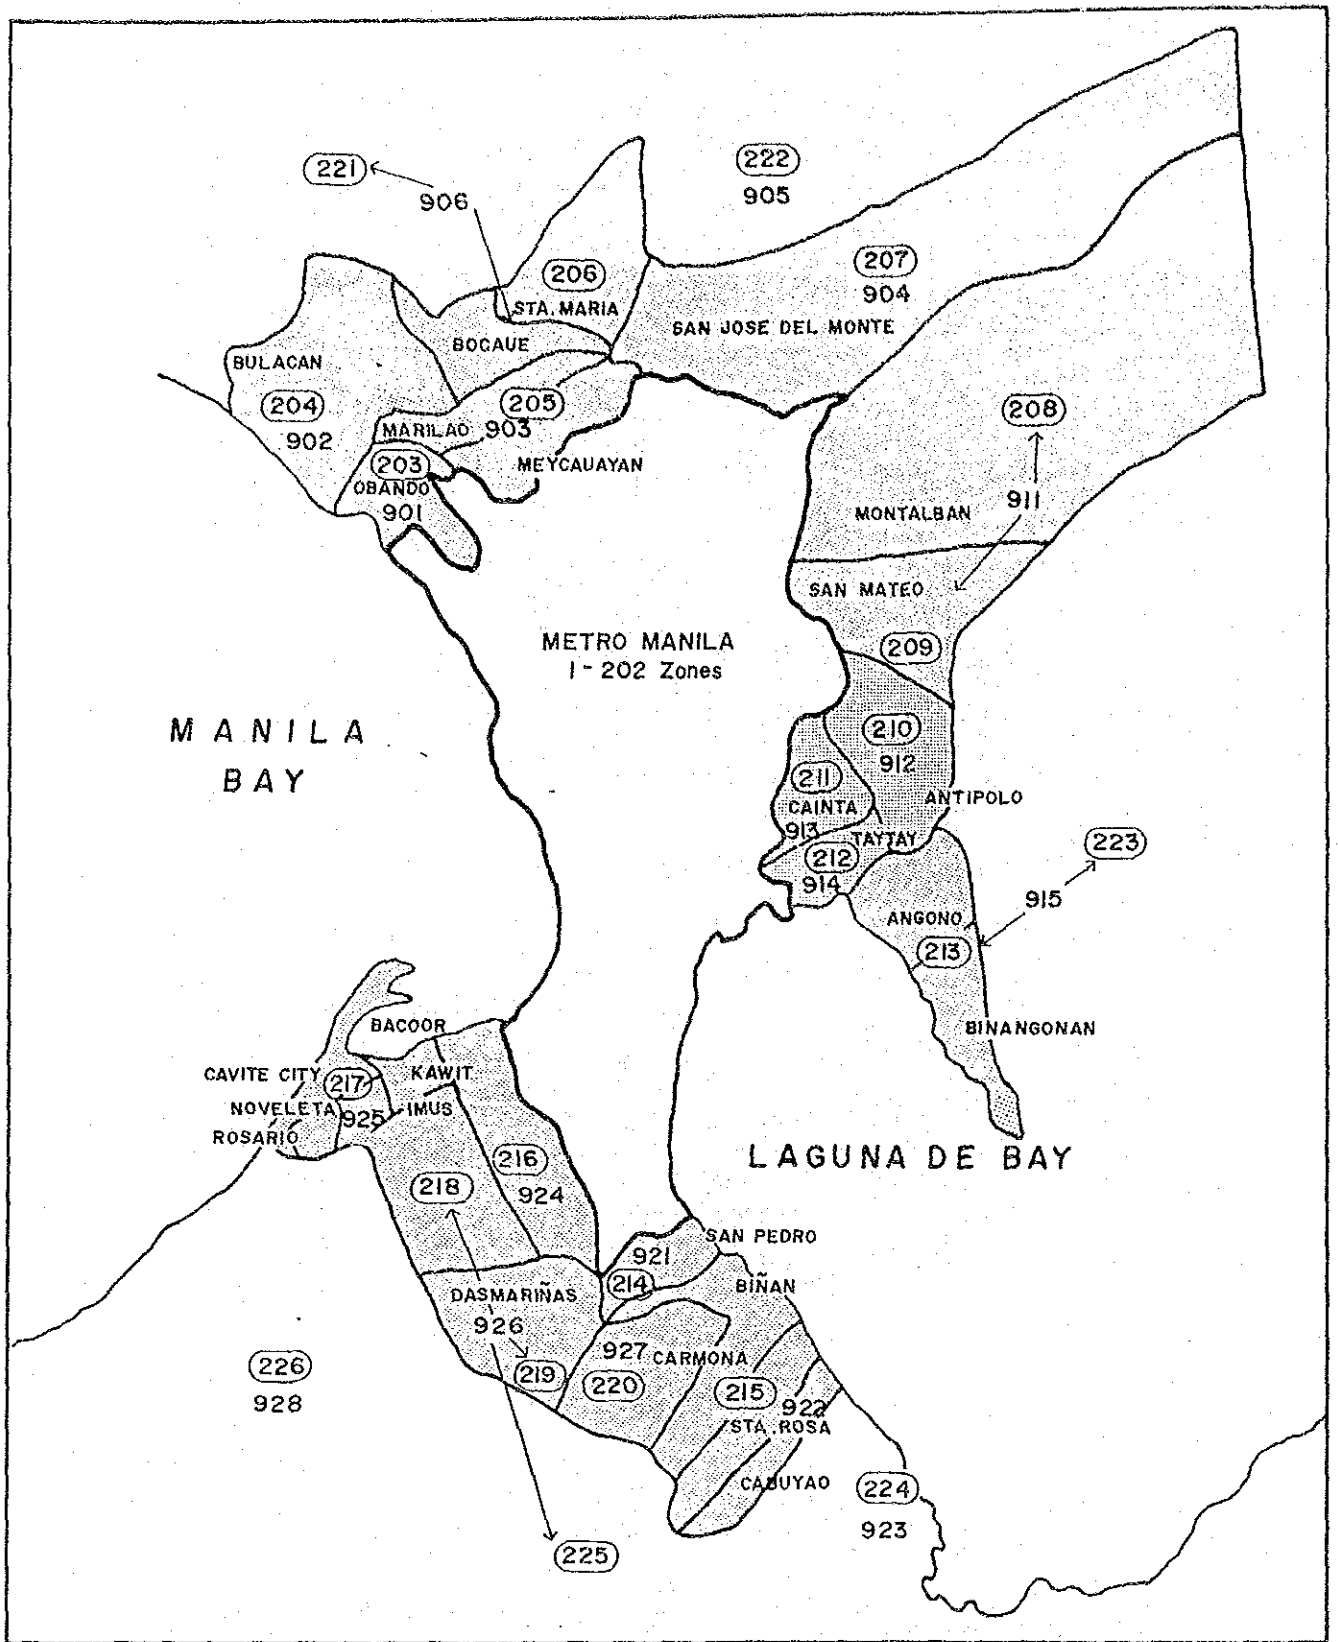 221
222
905
906
206
STA. MARIA
207
904
SAN JOSE DEL MONTE
BOCAUE
BULACAN
204
902
205
903
MARILAO
208
203
OBANDO
901
MEYCAUAYAN
911
MONTALBAN
SAN MATEO
209
METRO MANILA
1-202 Zones
MANILA
BAY
210
912
211
CAINTA
913
ANTIPOLO
TAYTAY
212
914
223
915
ANGONO
213
BINANGONAN
BACOOR
CAVITE CITY
217
KAWIT
NOVELETA
925
IMUS
ROSARIO
LAGUNA DE BAY
216
924
218
SAN PEDRO
921
214
BIÑAN
DASMARIÑAS
926
927
CARMONA
219
220
215
922
STA. ROSA
226
928
CABUYAO
224
923
225